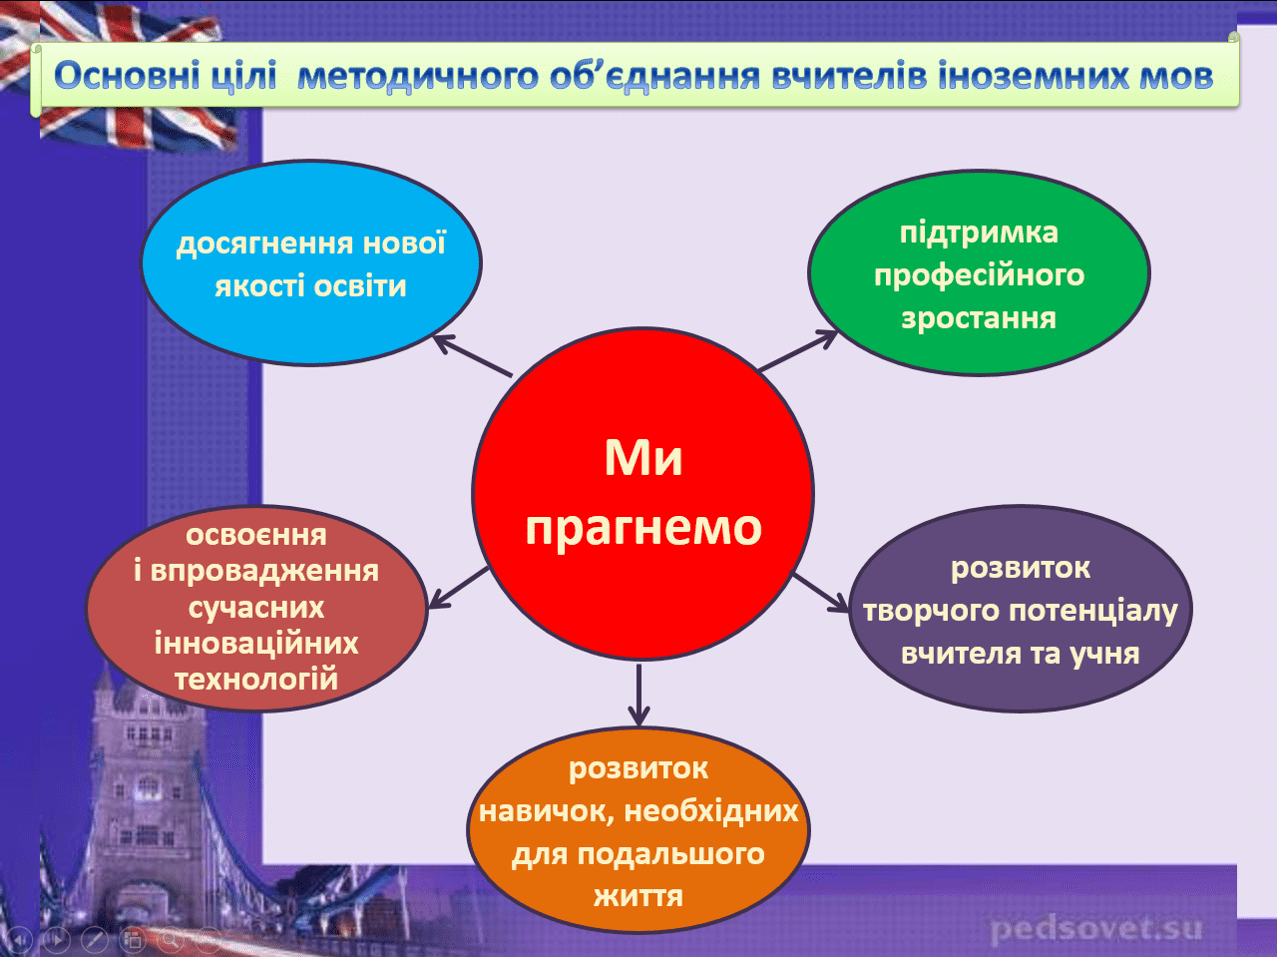 Основні цілі методичного об’єднання вчителів іноземних мов
досягнення нової
якості освіти
підтримка
професійного
зростання
Ми
прагнемо
освоєння
і впровадження
сучасних
інноваційних
технологій
розвиток
творчого потенціалу
вчителя та учня
розвиток
навичок, необхідних
для подальшого
життя
pedsovet.su